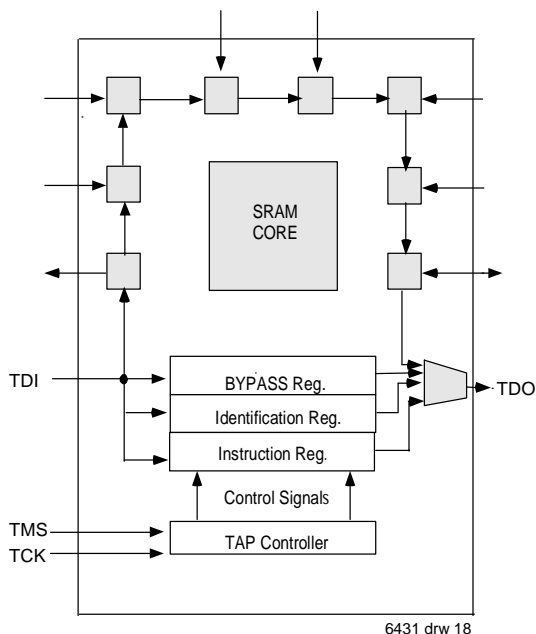 SRAM
CORE
TDI
BYPASS Reg.
TDO
Identification Reg.
Instruction Reg.
Control Signals
TMS
TCK
TAP Controller
6431 drw 18